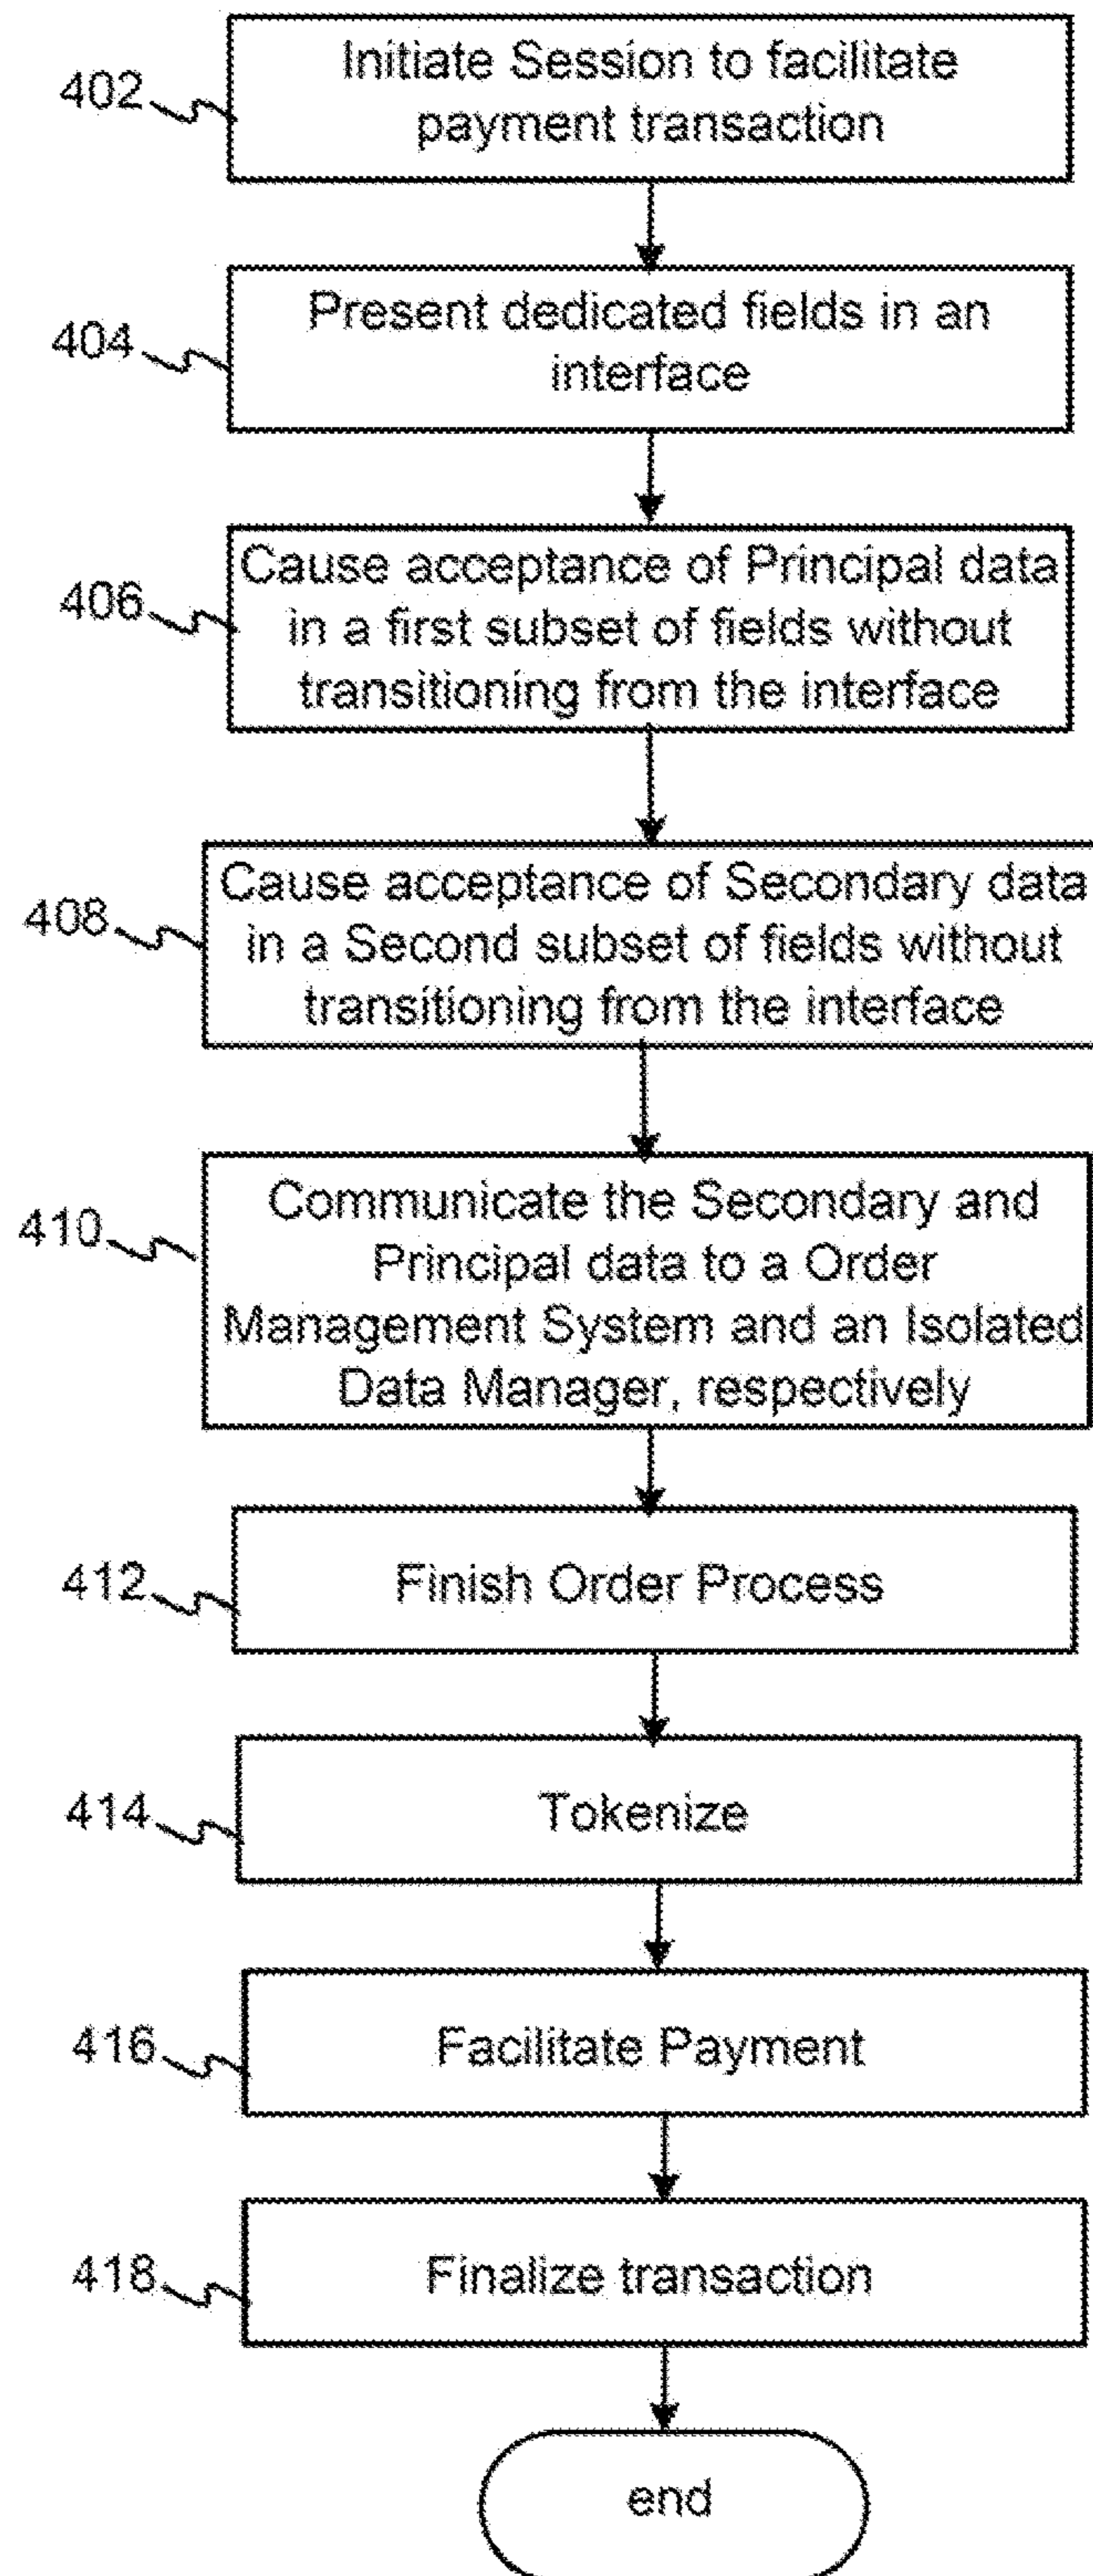 402
Initiate Session to facilitate
payment transaction
404
Present dedicated fields in an
interface
406
Cause acceptance of Principal data
in a first subset of fields without
transitioning from the interface
408
Cause acceptance of Secondary data
in a Second subset of fields without
transitioning from the interface
410
Communicate the Secondary and
Principal data to a Order
Management System and an Isolated
Data Manager, respectively
412
Finish Order Process
414
Tokenize
416
Facilitate Payment
418
Finalize transaction
end